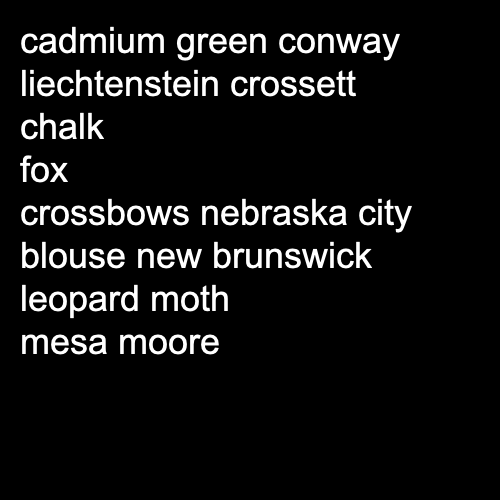 cadmium green conway
liechtenstein crossett
chalk
fox
crossbows nebraska city
blouse new brunswick
leopard moth
mesa moore